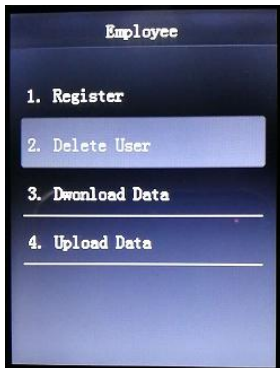 Employee
1. Register
2. Delete User
3. Dwonload Data
4. Upload Data